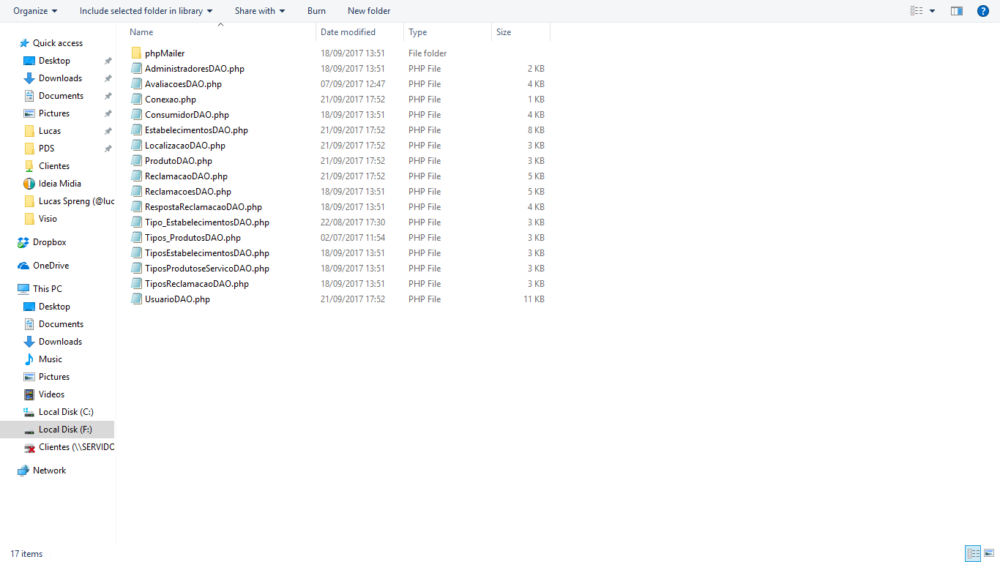 Organize Include selected folder in library Share with Burn New folder
Name Date modified Type Size
Quick access
Desktop
Downloads
Documents
Pictures
Lucas
PDS
Clientes
Ideia Midia
Lucas Spreng (@luc
Visio
Dropbox
OneDrive
This PC
Desktop
Documents
Downloads
Music
Pictures
Videos
Local Disk (C:)
Local Disk (F:)
Clientes (\\SERVIDO
Network
phpMailer 18/09/2017 13:51 File folder
AdministradoresDAO.php 18/09/2017 13:51 PHP File 2 KB
AvaliacoesDAO.php 07/09/2017 12:47 PHP File 4 KB
Conexao.php 21/09/2017 17:52 PHP File 1 KB
ConsumidorDAO.php 18/09/2017 13:51 PHP File 4 KB
EstabelecimentosDAO.php 21/09/2017 17:52 PHP File 8 KB
LocalizacaoDAO.php 21/09/2017 17:52 PHP File 3 KB
ProdutoDAO.php 21/09/2017 17:52 PHP File 3 KB
ReclamacaoDAO.php 21/09/2017 17:52 PHP File 5 KB
ReclamacoesDAO.php 18/09/2017 13:51 PHP File 5 KB
RespostaReclamacaoDAO.php 18/09/2017 13:51 PHP File 4 KB
Tipo_EstabelecimentosDAO.php 22/08/2017 17:30 PHP File 3 KB
Tipos_ProdutosDAO.php 02/07/2017 11:54 PHP File 3 KB
TiposEstabelecimentosDAO.php 18/09/2017 13:51 PHP File 3 KB
TiposProdutoseServicoDAO.php 18/09/2017 13:51 PHP File 3 KB
TiposReclamacaoDAO.php 18/09/2017 13:51 PHP File 3 KB
UsuarioDAO.php 21/09/2017 17:52 PHP File 11 KB
17 items